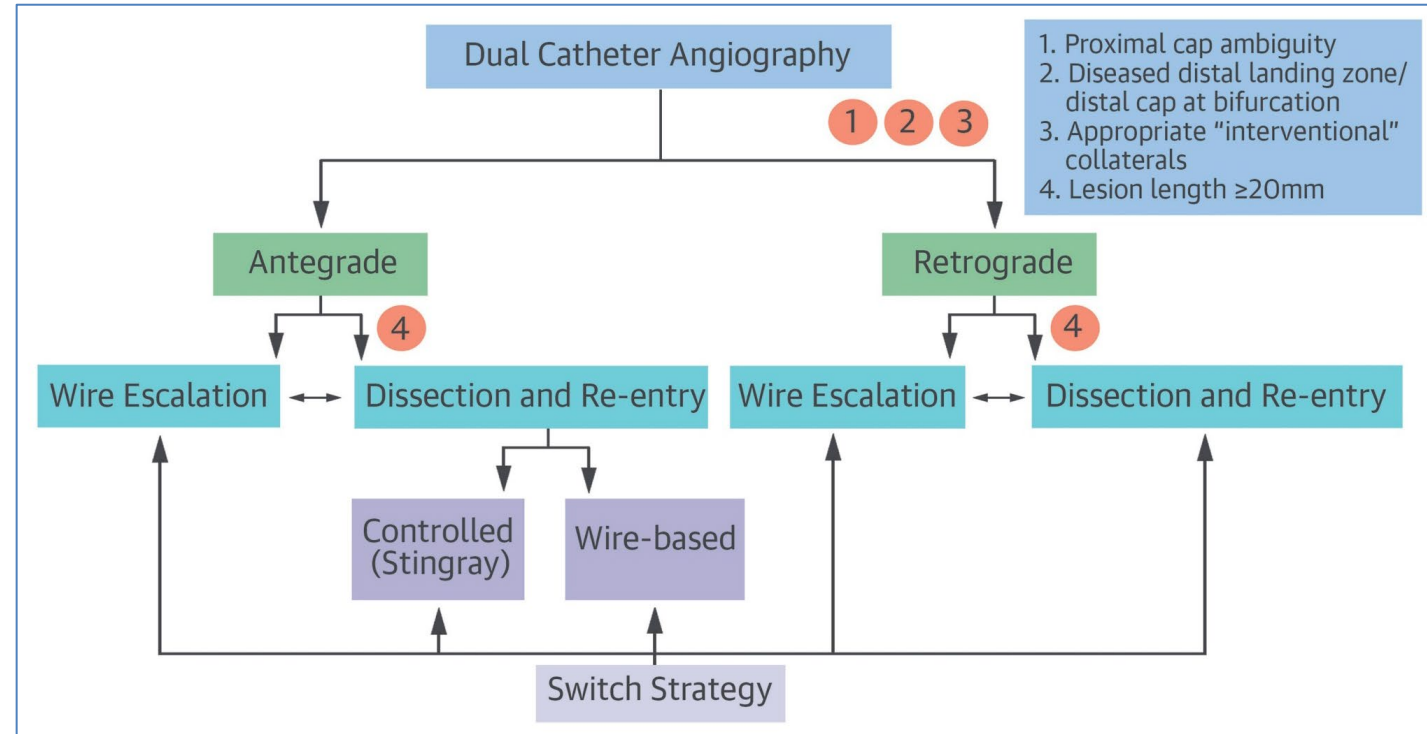 Dual Catheter Angiography
1. Proximal cap ambiguity
2. Diseased distal landing zone/
distal cap at bifurcation
3. Appropriate “interventional”
collaterals
4. Lesion length ≥20mm
1 2 3
Antegrade
Retrograde
4
4
Wire Escalation
Dissection and Re-entry
Wire Escalation
Dissection and Re-entry
Controlled
(Stingray)
Wire-based
Switch Strategy